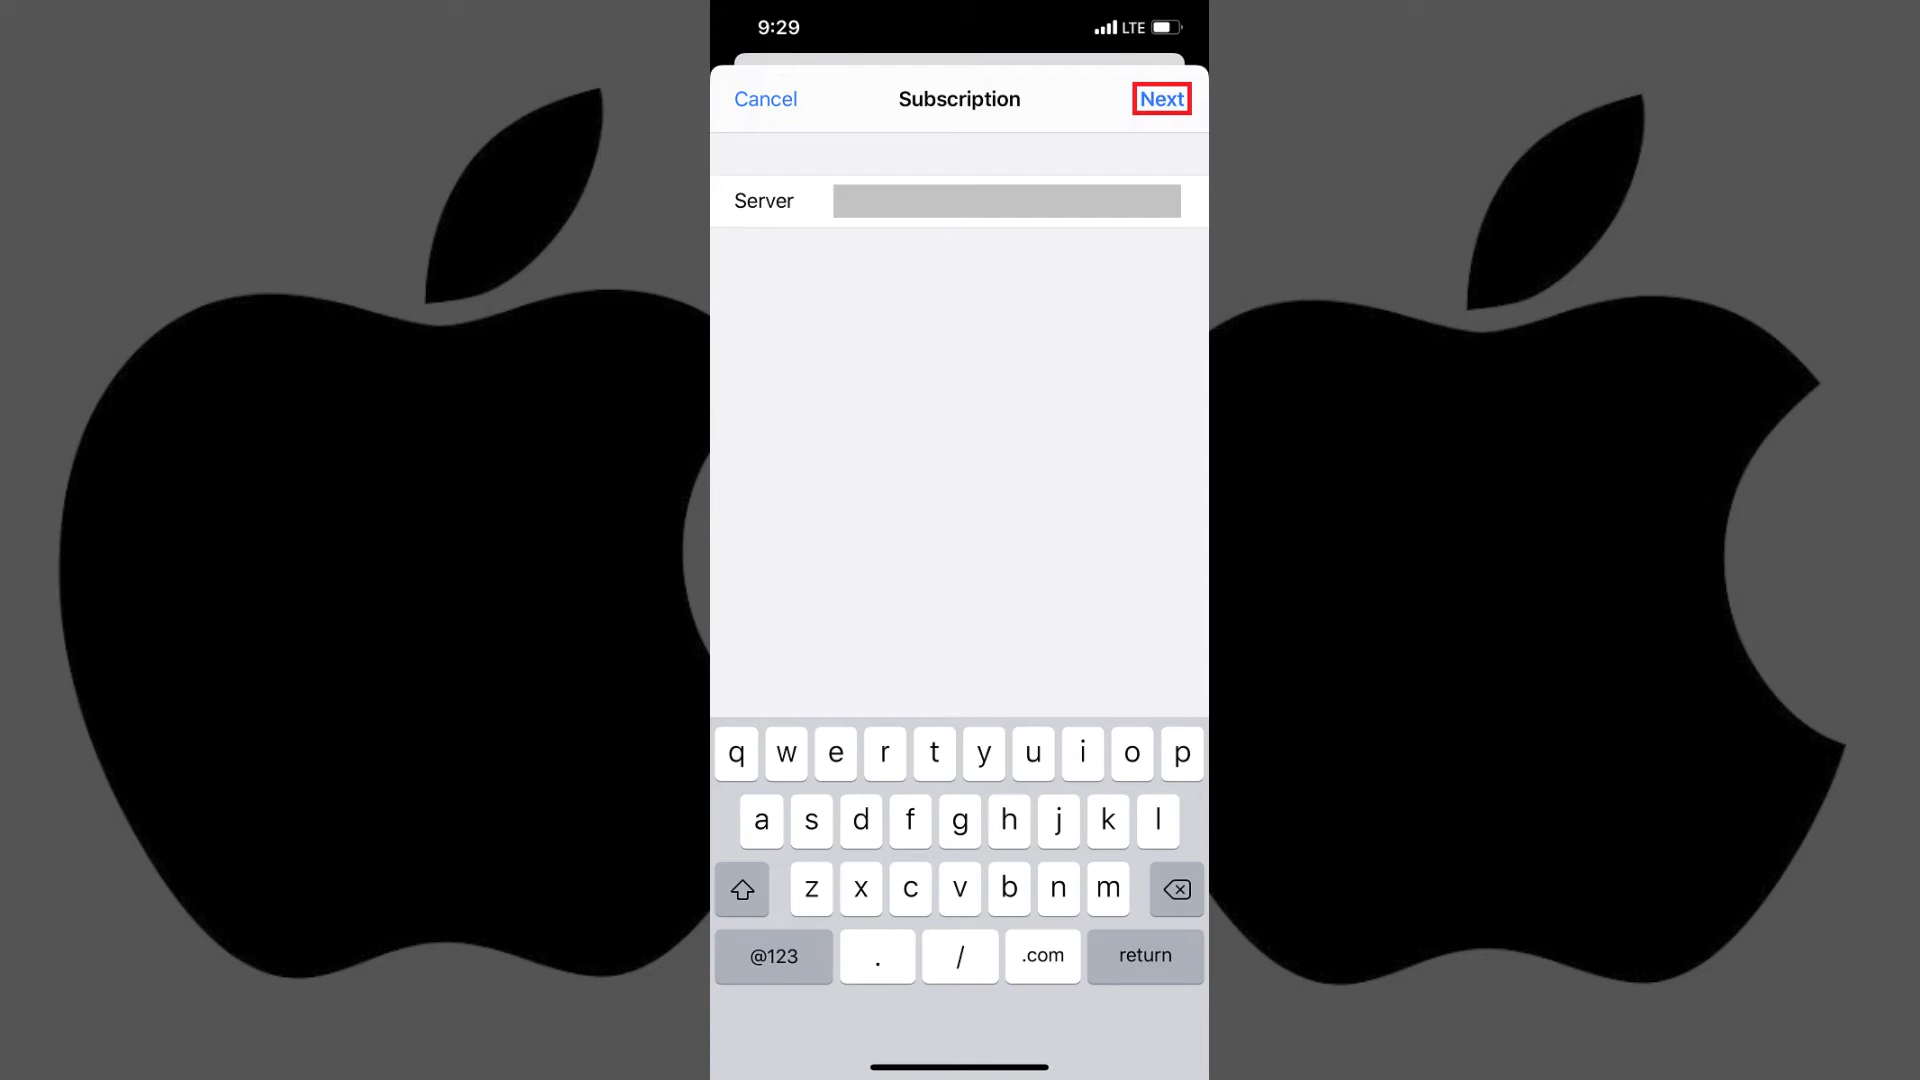 9:29 LTE
Cancel Subscription Next
Server
q w e r t y u i o p
a s d f g h j k l
z x c v b n m
@123 . / .com return